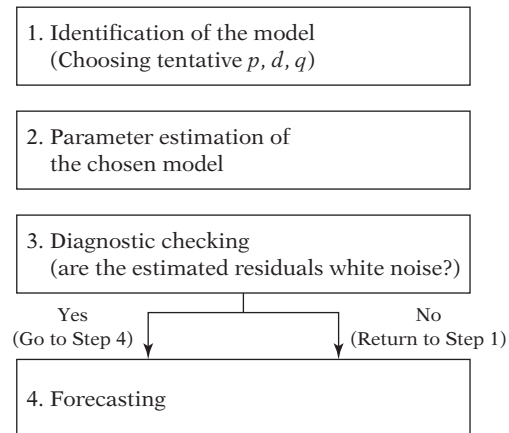 1. Identification of the model
(Choosing tentative p, d, q)
2. Parameter estimation of
the chosen model
3. Diagnostic checking
(are the estimated residuals white noise?)
Yes
(Go to Step 4)
No
(Return to Step 1)
4. Forecasting